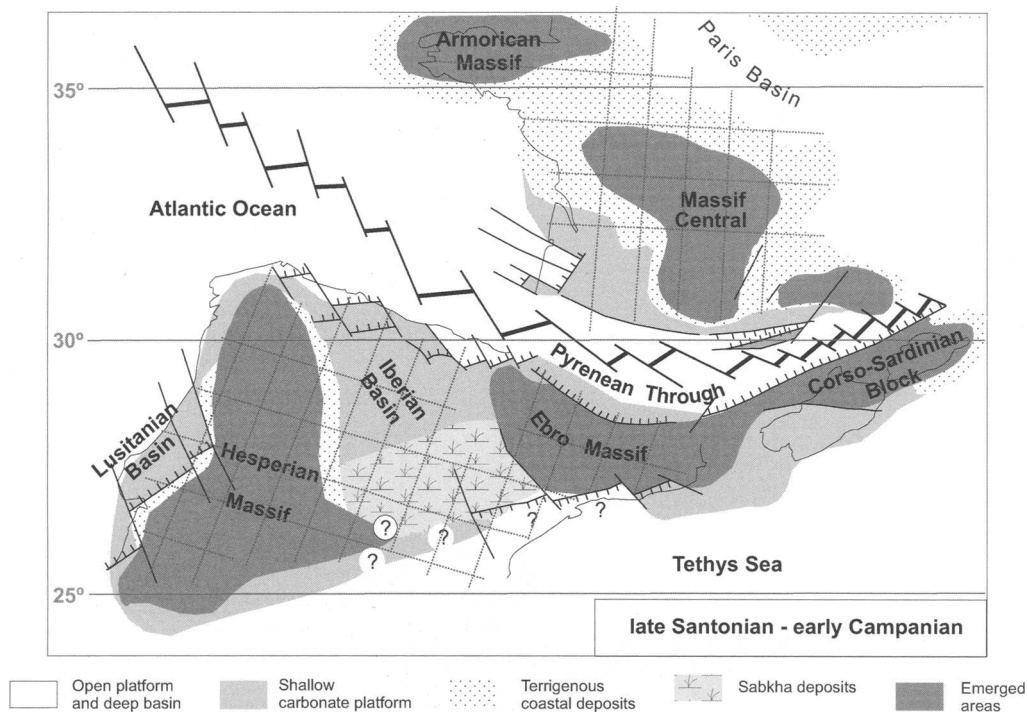 Armorican
Massif
Paris Basin
35º
Atlantic Ocean
Massif
Central
30º
Pyrenean Through
Corso-Sardinian
Block
Iberian
Basin
Lusitanian
Basin
Ebro Massif
Hesperian
Massif
?
?
?
?
?
Tethys Sea
25º
late Santonian - early Campanian
Open platform
and deep basin
Shallow
carbonate platform
Terrigenous
coastal deposits
Sabkha deposits
Emerged
areas